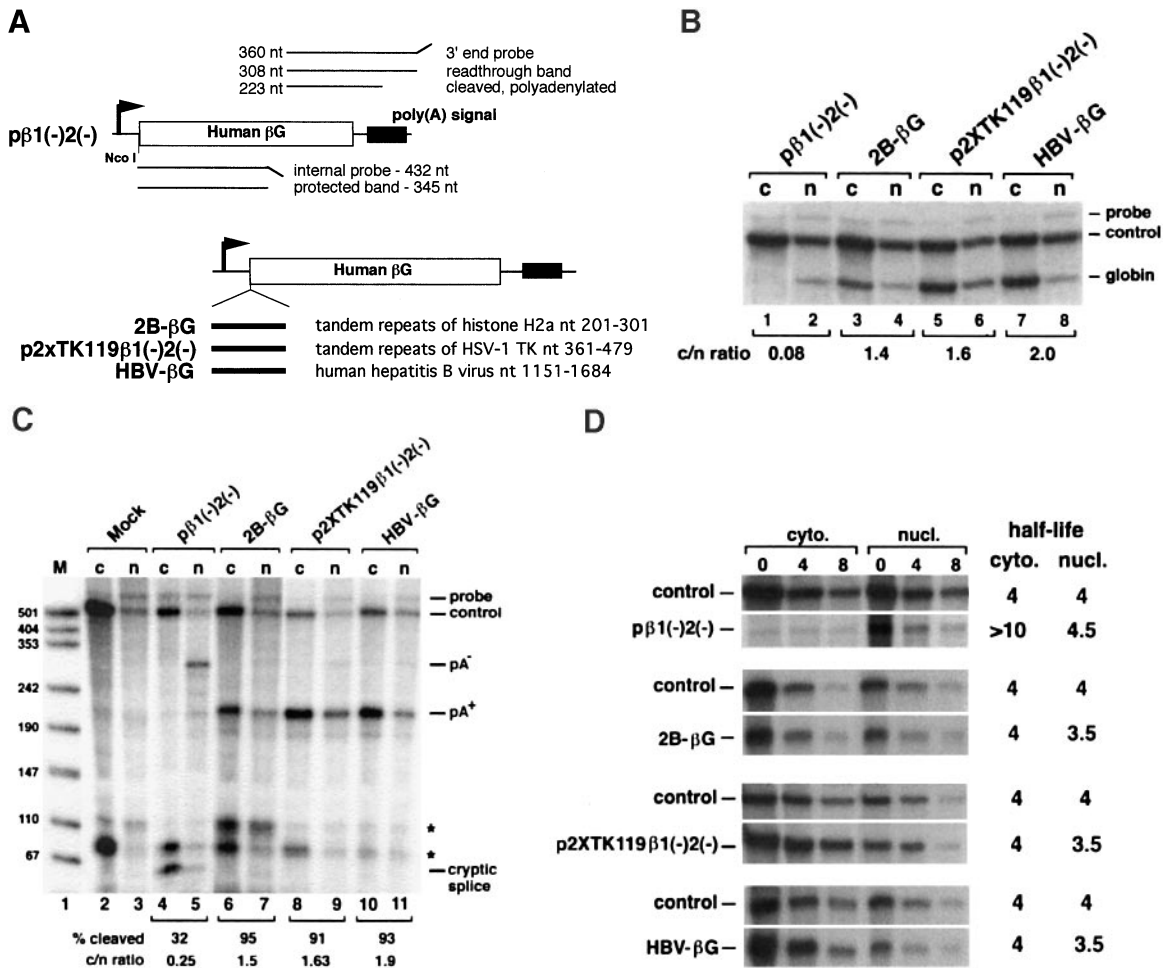 A
360 nt 3' end probe
308 nt readthrough band
223 nt cleaved, polyadenylated
poly(A) signal
pβ1(-)2(-)
Human βG
Nco I
internal probe - 432 nt
protected band - 345 nt
Human βG
2B-βG tandem repeats of histone H2a nt 201-301
p2xTK119β1(-)2(-) tandem repeats of HSV-1 TK nt 361-479
HBV-βG human hepatitis B virus nt 1151-1684
B
pβ1(-)2(-) 2B-βG p2XTK119β1(-)2(-) HBV-βG
c n c n c n c n
probe
control
globin
1 2 3 4 5 6 7 8
c/n ratio 0.08 1.4 1.6 2.0
C
Mock pβ1(-)2(-) 2B-βG p2XTK119β1(-)2(-) HBV-βG
M c n c n c n c n c n
probe
501 control
404
353
pA-
242
pA+
190
147
110
*
67 *
cryptic
splice
1 2 3 4 5 6 7 8 9 10 11
% cleaved 32 95 91 93
c/n ratio 0.25 1.5 1.63 1.9
D
cyto. nucl. half-life
0 4 8 0 4 8 cyto. nucl.
control 4 4
pβ1(-)2(-) >10 4.5
control 4 4
2B-βG 4 3.5
control 4 4
p2XTK119β1(-)2(-) 4 3.5
control 4 4
HBV-βG 4 3.5